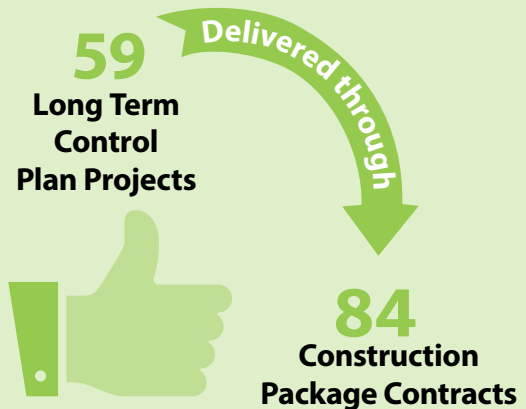 59
Long Term
Control
Plan Projects
Delivered through
84
Construction
Package Contracts